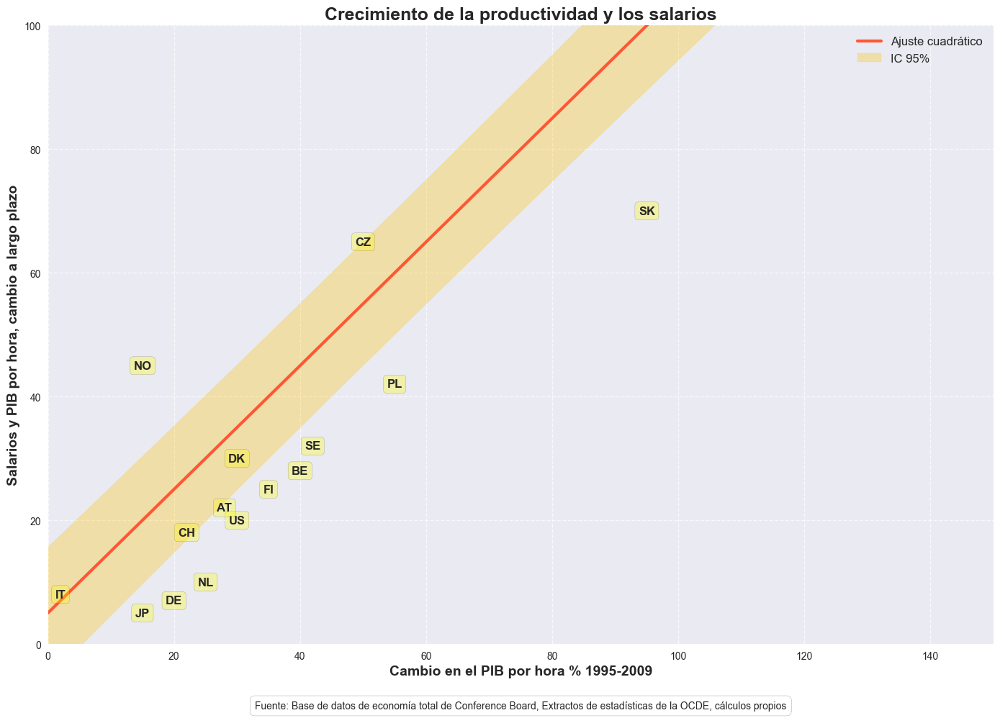 Crecimiento de la productividad y los salarios
Ajuste cuadrático
IC 95%
Salarios y PIB por hora, cambio a largo plazo
100
80
60
40
20
0
SK
CZ
NO
PL
SE
DK
BE
FI
AT
US
CH
NL
IT
DE
JP
0 20 40 60 80 100 120 140
Cambio en el PIB por hora % 1995-2009
Fuente: Base de datos de economía total de Conference Board, Extractos de estadísticas de la OCDE, cálculos propios